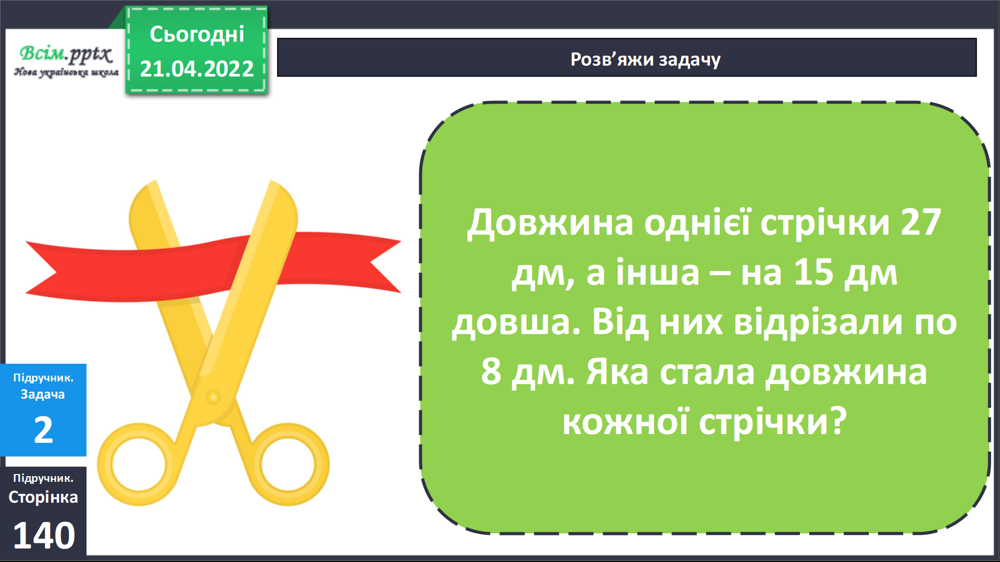 Сьогодні
21.04.2022
Всім.pptx
Нова українська школа
Розв’яжи задачу
Довжина однієї стрічки 27
дм, а інша – на 15 дм
довша. Від них відрізали по
8 дм. Яка стала довжина
кожної стрічки?
Підручник.
Задача
2
Підручник.
Сторінка
140